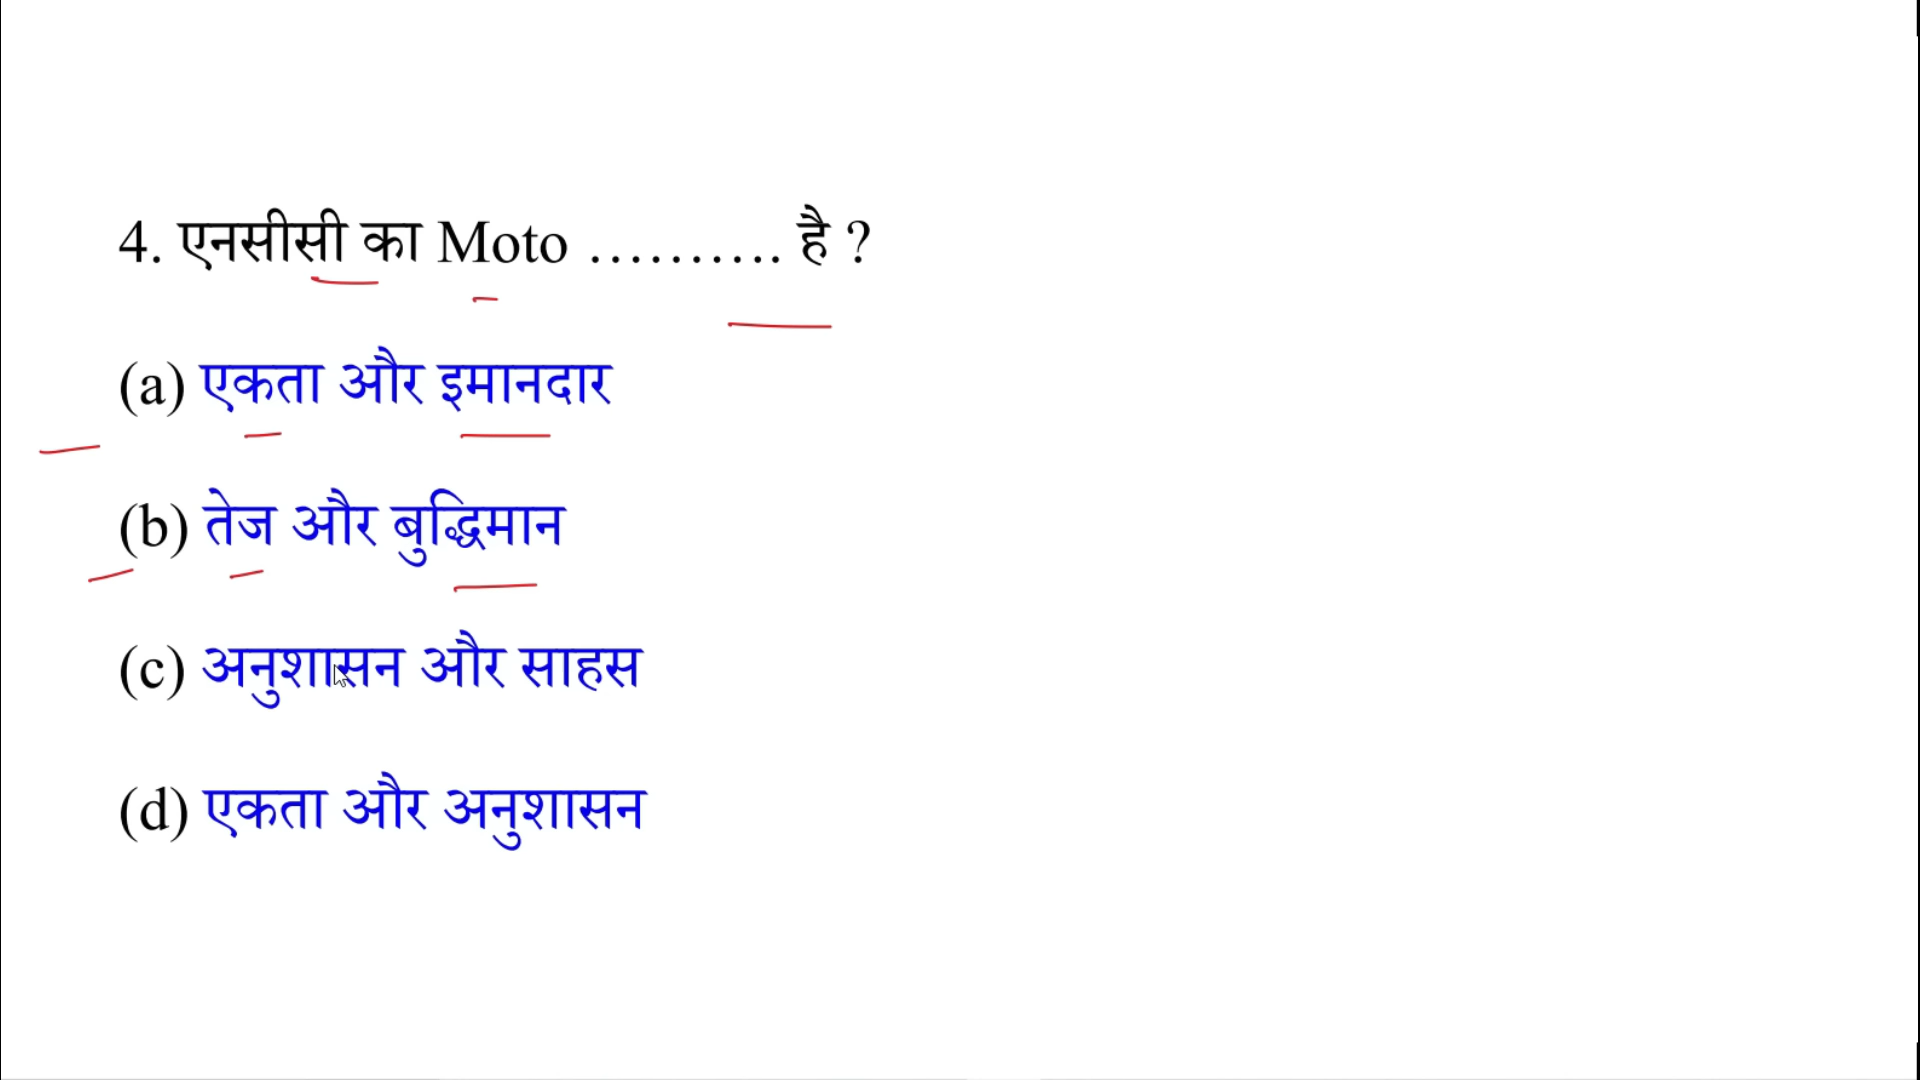 4. एनसीसी का Moto .......... है ?
(a) एकता और इमानदार
(b) तेज और बुद्धिमान
(c) अनुशासन और साहस
(d) एकता और अनुशासन